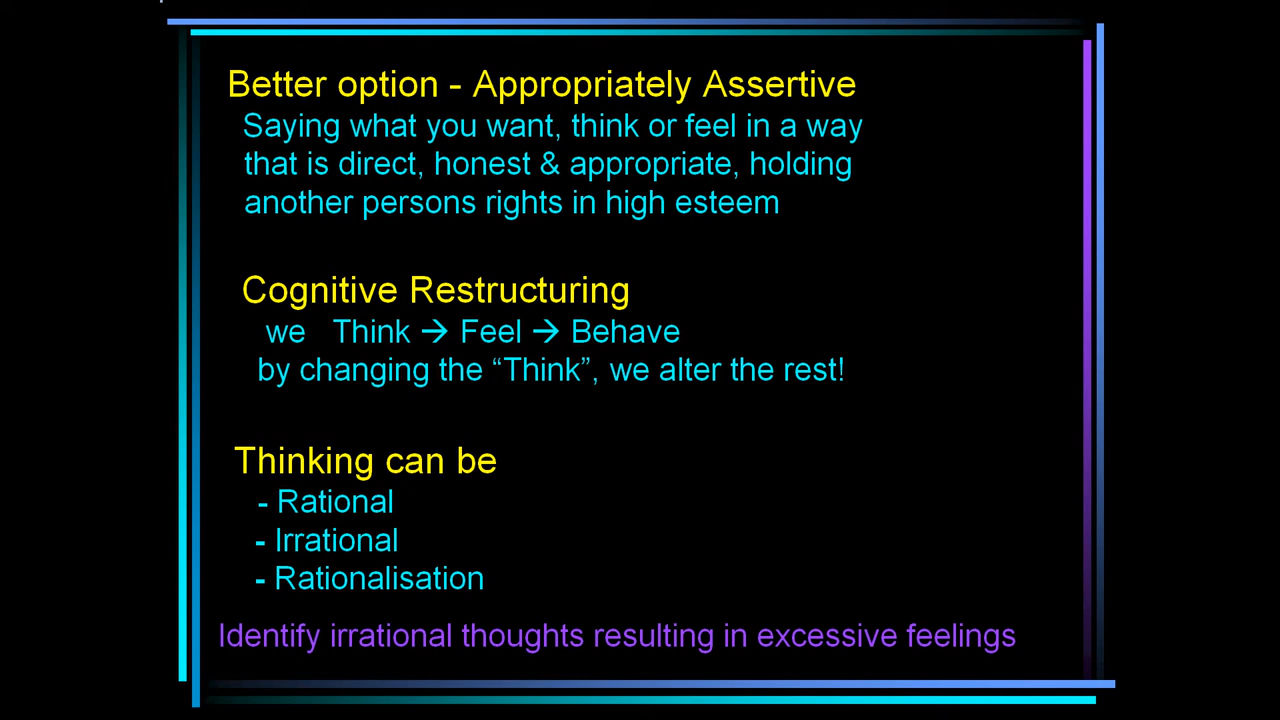 Better option - Appropriately Assertive
Saying what you want, think or feel in a way
that is direct, honest & appropriate, holding
another persons rights in high esteem
Cognitive Restructuring
we Think → Feel → Behave
by changing the “Think”, we alter the rest!
Thinking can be
- Rational
- Irrational
- Rationalisation
Identify irrational thoughts resulting in excessive feelings